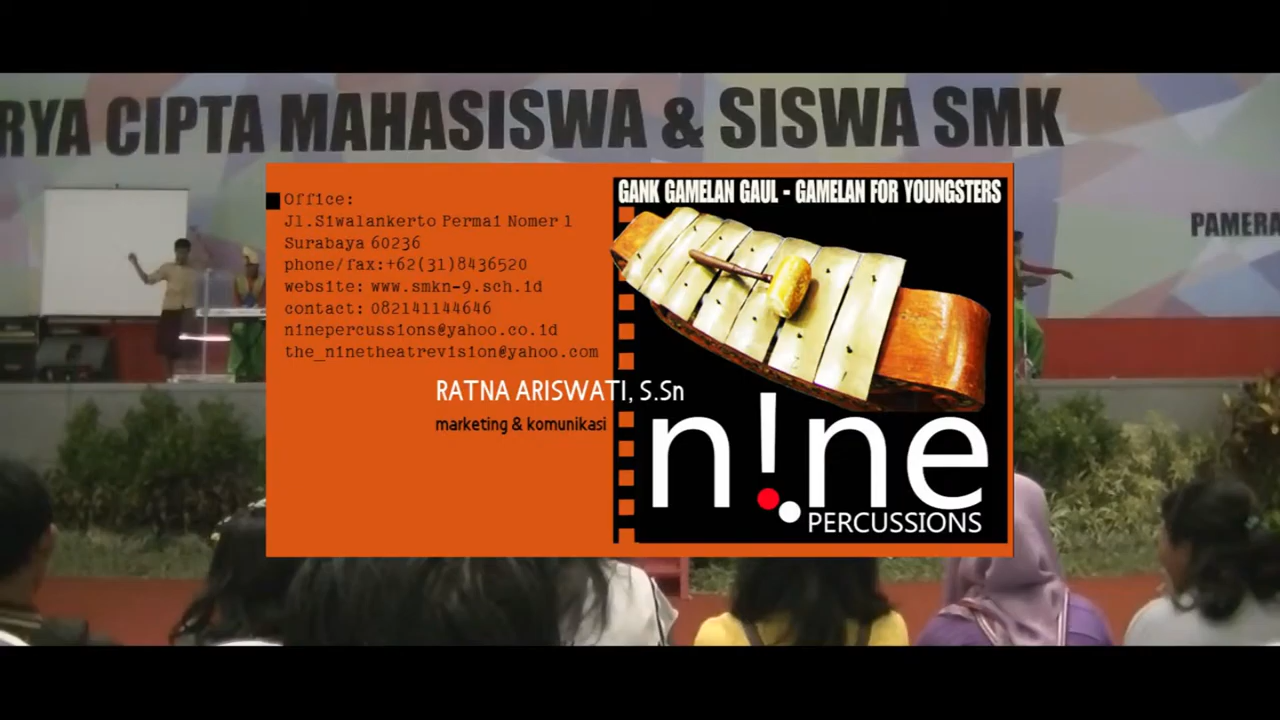 RYA CIPTA MAHASISWA & SISWA SMK
PAMERA
Office:
Jl.Siwalankerto Permai Nomer 1
Surabaya 60236
phone/fax:+62(31)8436520
website: www.smkn-9.sch.id
contact: 082141144646
ninepercussions@yahoo.co.id
the_ninetheatrevision@yahoo.com
RATNA ARISWATI, S.Sn
marketing & komunikasi
GANK GAMELAN GAUL - GAMELAN FOR YOUNGSTERS
n!ne
PERCUSSIONS